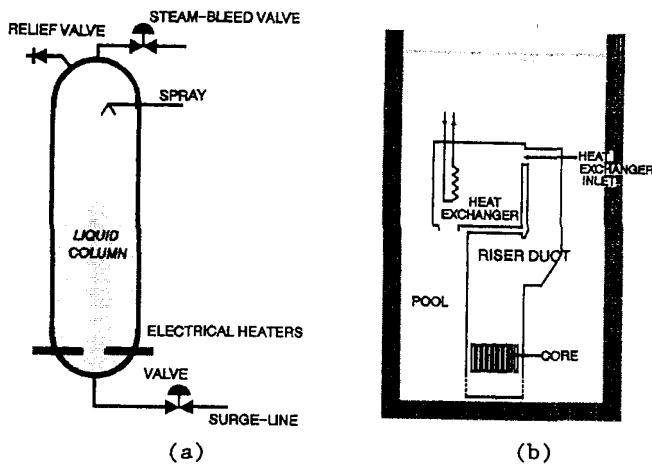 STEAM-BLEED VALVE
RELIEF VALVE
SPRAY
LIQUID
COLUMN
ELECTRICAL HEATERS
VALVE
SURGE-LINE
(a)
HEAT
EXCHANGER
INLET
HEAT
EXCHANGER
RISER DUCT
POOL
CORE
(b)